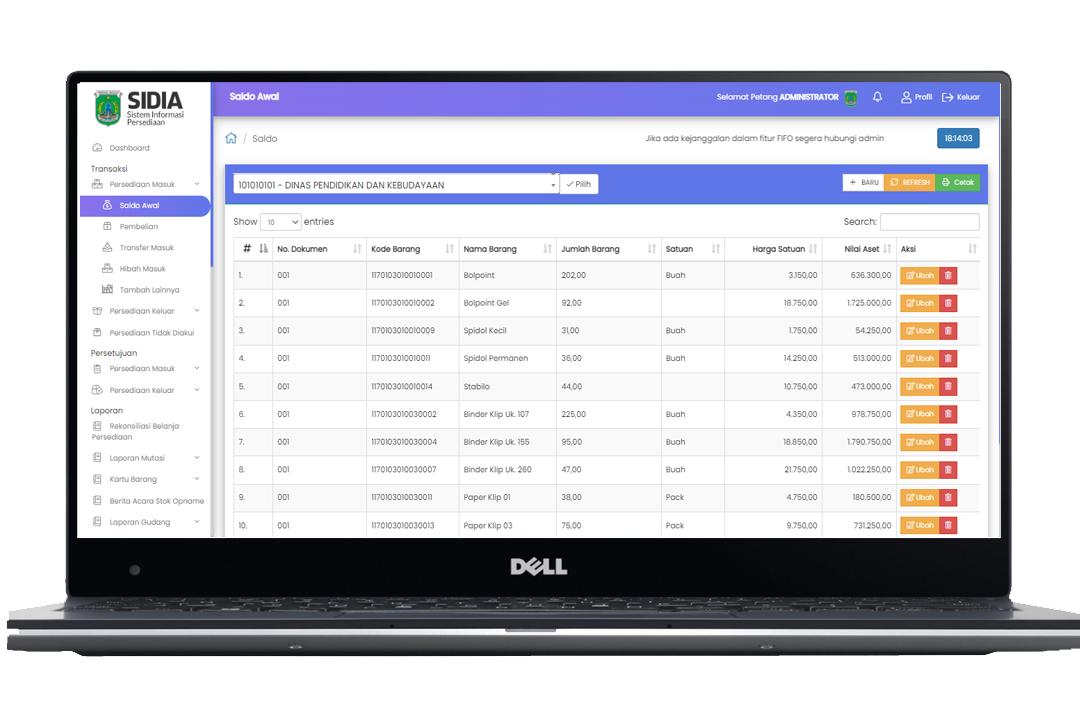 SIDIA
Sistem Informasi
Persediaan
Dashboard
Transaksi
Persediaan Masuk
Saldo Awal
Pembelian
Transfer Masuk
Hibah Masuk
Tambah Lainnya
Persediaan Keluar
Persediaan Tidak Diakui
Persetujuan
Persediaan Masuk
Persediaan Keluar
Laporan
Rekonsiliasi Belanja
Persediaan
Laporan Mutasi
Kartu Barang
Berita Acara Stok Opname
Laporan Gudang
Saldo Awal
Selamat Petang ADMINISTRATOR Profil Keluar
/ Saldo
Jika ada kejanggalan dalam fitur FIFO segera hubungi admin
18:14:03
101010101 - DINAS PENDIDIKAN DAN KEBUDAYAAN Pilih
+ BARU REFRESH Cetak
Show 10 entries
Search:
# No. Dokumen Kode Barang Nama Barang Jumlah Barang Satuan Harga Satuan Nilai Aset Aksi
1. 001 1170103010010001 Bolpoint 202,00 Buah 3.150,00 636.300,00 Ubah
2. 001 1170103010010002 Bolpoint Gel 92,00 18.750,00 1.725.000,00 Ubah
3. 001 1170103010010009 Spidol Kecil 31,00 Buah 1.750,00 54.250,00 Ubah
4. 001 1170103010010011 Spidol Permanen 36,00 Buah 14.250,00 513.000,00 Ubah
5. 001 1170103010010014 Stabilo 44,00 10.750,00 473.000,00 Ubah
6. 001 1170103010030002 Binder Klip Uk. 107 225,00 Buah 4.350,00 978.750,00 Ubah
7. 001 1170103010030004 Binder Klip Uk. 155 95,00 Buah 18.850,00 1.790.750,00 Ubah
8. 001 1170103010030007 Binder Klip Uk. 260 47,00 Buah 21.750,00 1.022.250,00 Ubah
9. 001 1170103010030011 Paper Klip 01 38,00 Pack 4.750,00 180.500,00 Ubah
10. 001 1170103010030013 Paper Klip 03 75,00 Pack 9.750,00 731.250,00 Ubah
DELL